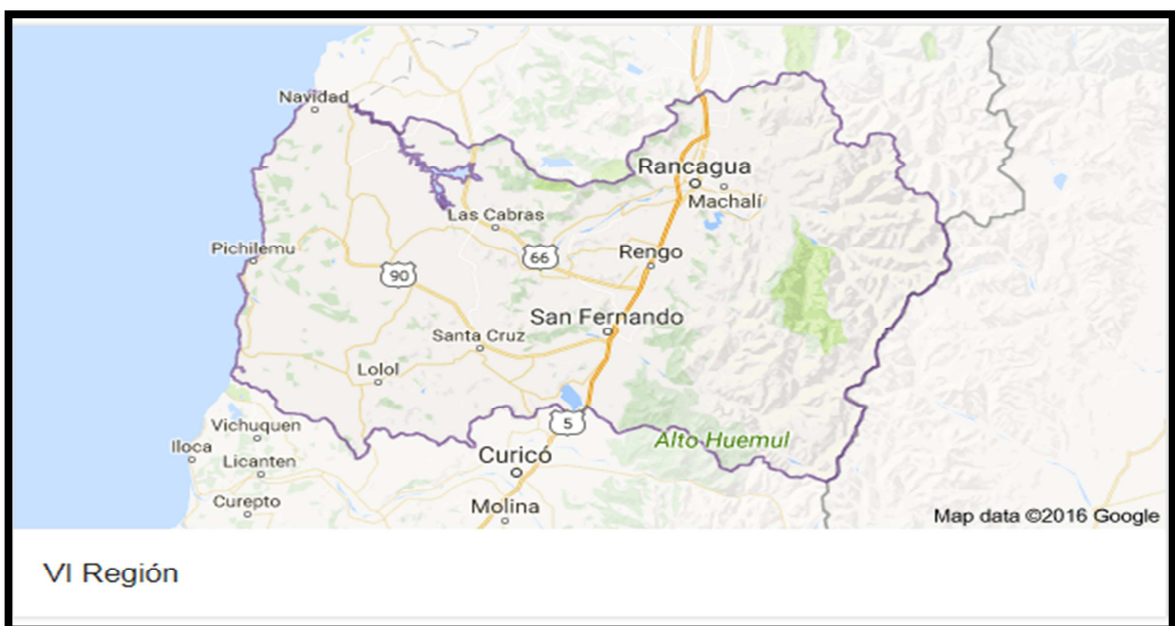 Navidad
Rancagua
Machalí
Las Cabras
Pichilemu
Rengo
66
90
San Fernando
Santa Cruz
Lolol
5
Vichuquen
Alto Huemul
Iloca
Curicó
Licanten
Curepto
Molina
Map data ©2016 Google
VI Región